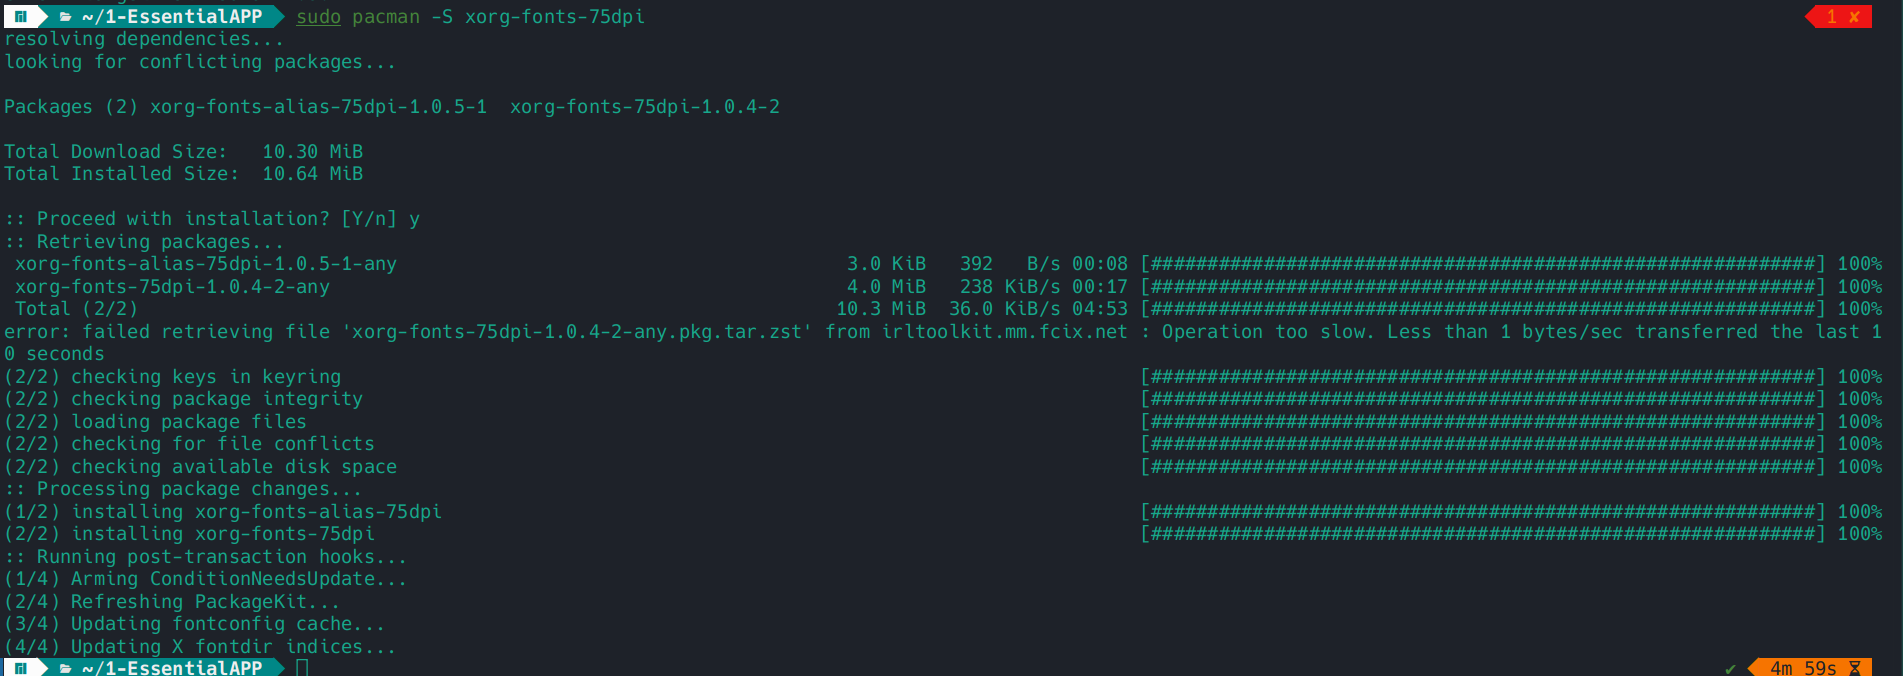 ~/1-EssentialAPP sudo pacman -S xorg-fonts-75dpi 1 ✘
resolving dependencies...
looking for conflicting packages...
Packages (2) xorg-fonts-alias-75dpi-1.0.5-1  xorg-fonts-75dpi-1.0.4-2
Total Download Size:   10.30 MiB
Total Installed Size:  10.64 MiB
:: Proceed with installation? [Y/n] y
:: Retrieving packages...
xorg-fonts-alias-75dpi-1.0.5-1-any 3.0 KiB 392 B/s 00:08 [###########################################################] 100%
xorg-fonts-75dpi-1.0.4-2-any 4.0 MiB 238 KiB/s 00:17 [###########################################################] 100%
Total (2/2) 10.3 MiB 36.0 KiB/s 04:53 [###########################################################] 100%
error: failed retrieving file 'xorg-fonts-75dpi-1.0.4-2-any.pkg.tar.zst' from irltoolkit.mm.fcix.net : Operation too slow. Less than 1 bytes/sec transferred the last 1
0 seconds
(2/2) checking keys in keyring [###########################################################] 100%
(2/2) checking package integrity [###########################################################] 100%
(2/2) loading package files [###########################################################] 100%
(2/2) checking for file conflicts [###########################################################] 100%
(2/2) checking available disk space [###########################################################] 100%
:: Processing package changes...
(1/2) installing xorg-fonts-alias-75dpi [###########################################################] 100%
(2/2) installing xorg-fonts-75dpi [###########################################################] 100%
:: Running post-transaction hooks...
(1/4) Arming ConditionNeedsUpdate...
(2/4) Refreshing PackageKit...
(3/4) Updating fontconfig cache...
(4/4) Updating X fontdir indices...
~/1-EssentialAPP ✔ 4m 59s